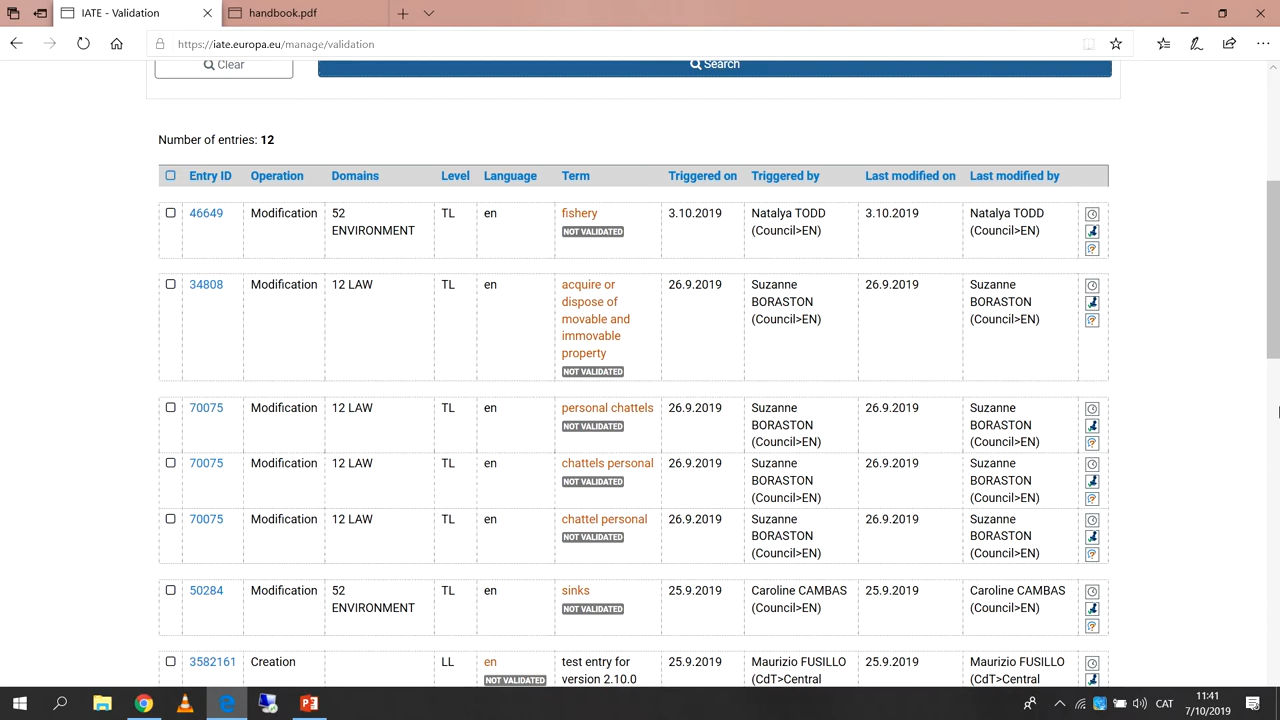 IATE - Validation
handbook.pdf
https://iate.europa.eu/manage/validation
Clear
Search
Number of entries: 12
Entry ID Operation Domains Level Language Term Triggered on Triggered by Last modified on Last modified by
46649 Modification 52 TL en fishery 3.10.2019 Natalya TODD 3.10.2019 Natalya TODD
ENVIRONMENT NOT VALIDATED (Council>EN) (Council>EN)
34808 Modification 12 LAW TL en acquire or 26.9.2019 Suzanne 26.9.2019 Suzanne
dispose of BORASTON BORASTON
movable and (Council>EN) (Council>EN)
immovable
property
NOT VALIDATED
70075 Modification 12 LAW TL en personal chattels 26.9.2019 Suzanne 26.9.2019 Suzanne
NOT VALIDATED BORASTON BORASTON
(Council>EN) (Council>EN)
70075 Modification 12 LAW TL en chattels personal 26.9.2019 Suzanne 26.9.2019 Suzanne
NOT VALIDATED BORASTON BORASTON
(Council>EN) (Council>EN)
70075 Modification 12 LAW TL en chattel personal 26.9.2019 Suzanne 26.9.2019 Suzanne
NOT VALIDATED BORASTON BORASTON
(Council>EN) (Council>EN)
50284 Modification 52 TL en sinks 25.9.2019 Caroline CAMBAS 25.9.2019 Caroline CAMBAS
ENVIRONMENT NOT VALIDATED (Council>EN) (Council>EN)
3582161 Creation LL en test entry for 25.9.2019 Maurizio FUSILLO 25.9.2019 Maurizio FUSILLO
NOT VALIDATED version 2.10.0 (CdT>Central (CdT>Central
CAT
11:41
7/10/2019